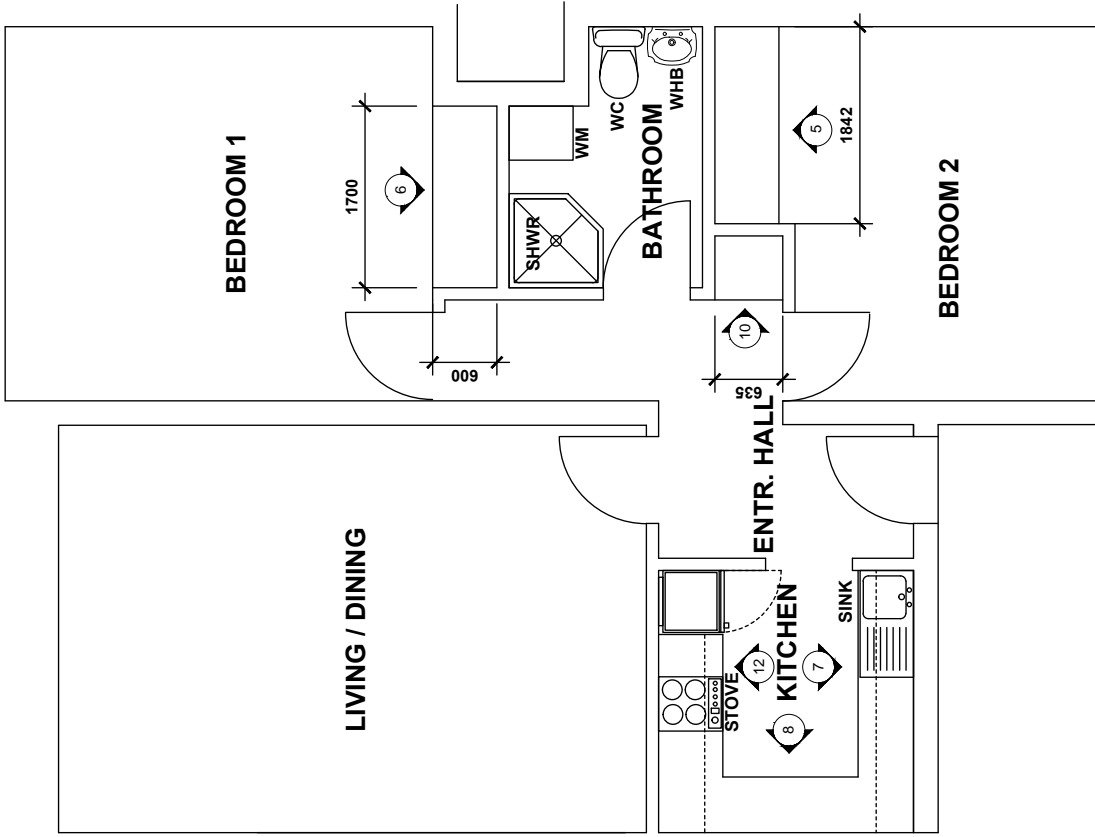 BEDROOM 1
1700
6
600
SHWR
WM
WC
WHB
BATHROOM
5
1842
BEDROOM 2
10
635
ENTR. HALL
LIVING / DINING
KITCHEN
SINK
STOVE
12
7
8